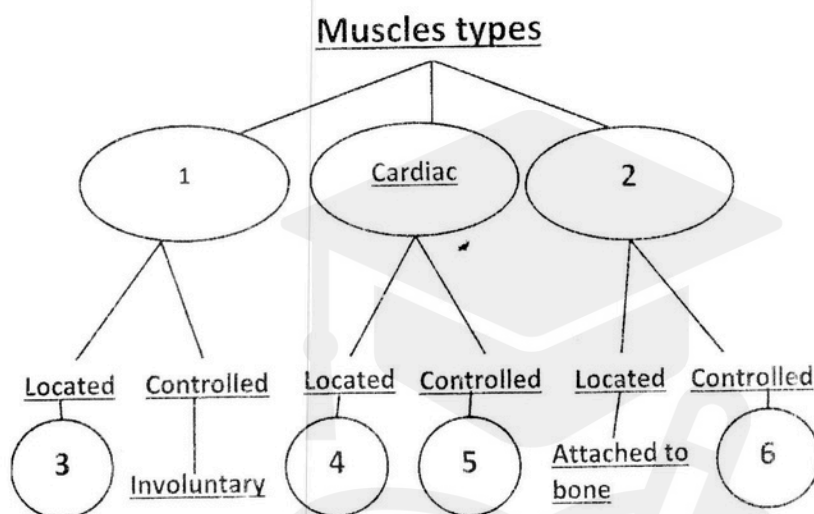 Muscles types
1
Cardiac
2
Located
Controlled
Located
Controlled
Located
Controlled
3
Involuntary
4
5
Attached to
bone
6